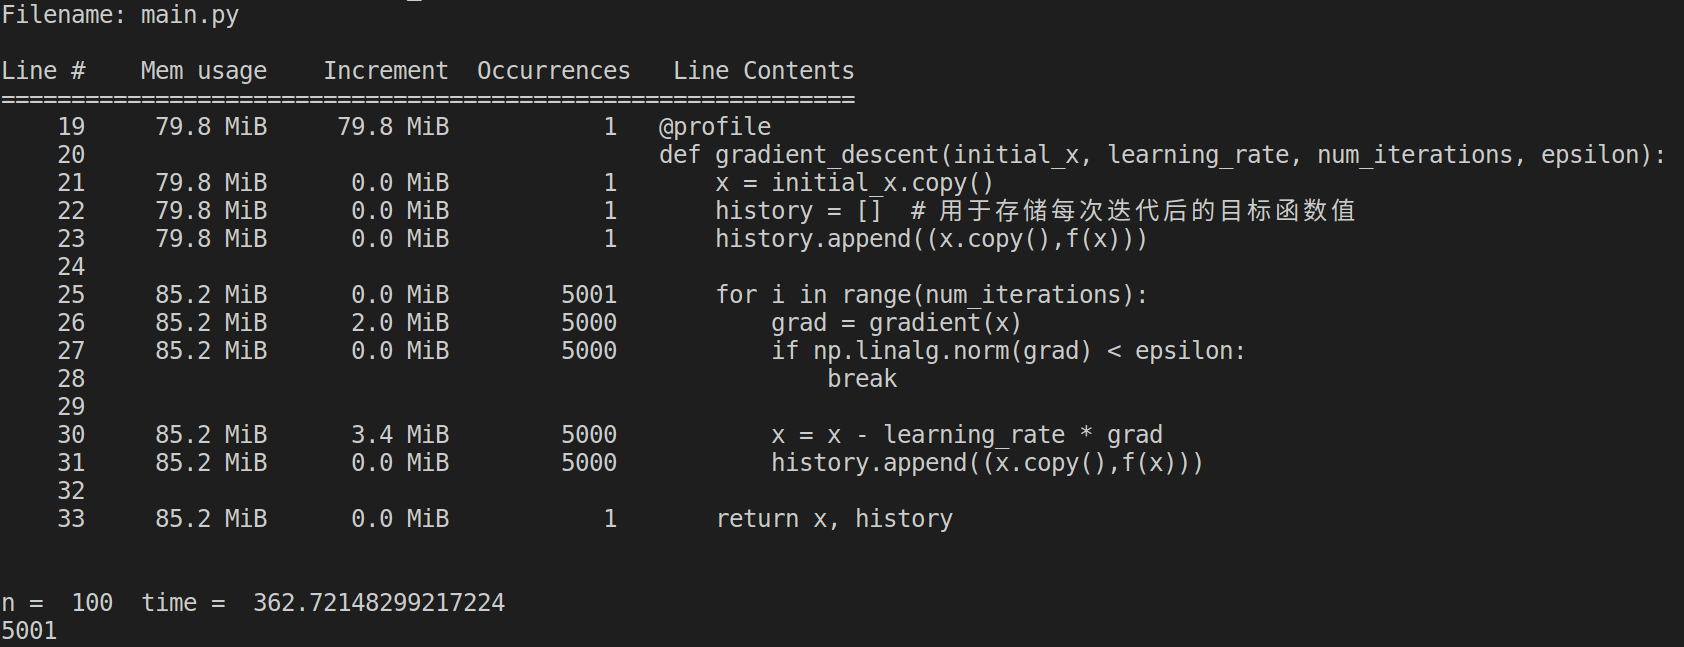 Filename: main.py
Line #    Mem usage    Increment  Occurrences   Line Contents
=============================================================
    19     79.8 MiB     79.8 MiB           1   @profile
    20                                         def gradient_descent(initial_x, learning_rate, num_iterations, epsilon):
    21     79.8 MiB      0.0 MiB           1       x = initial_x.copy()
    22     79.8 MiB      0.0 MiB           1       history = []  # 用于存储每次迭代后的目标函数值
    23     79.8 MiB      0.0 MiB           1       history.append((x.copy(),f(x)))
    24
    25     85.2 MiB      0.0 MiB        5001       for i in range(num_iterations):
    26     85.2 MiB      2.0 MiB        5000           grad = gradient(x)
    27     85.2 MiB      0.0 MiB        5000           if np.linalg.norm(grad) < epsilon:
    28                                                     break
    29
    30     85.2 MiB      3.4 MiB        5000           x = x - learning_rate * grad
    31     85.2 MiB      0.0 MiB        5000           history.append((x.copy(),f(x)))
    32
    33     85.2 MiB      0.0 MiB           1       return x, history
n =  100  time =  362.72148299217224
5001